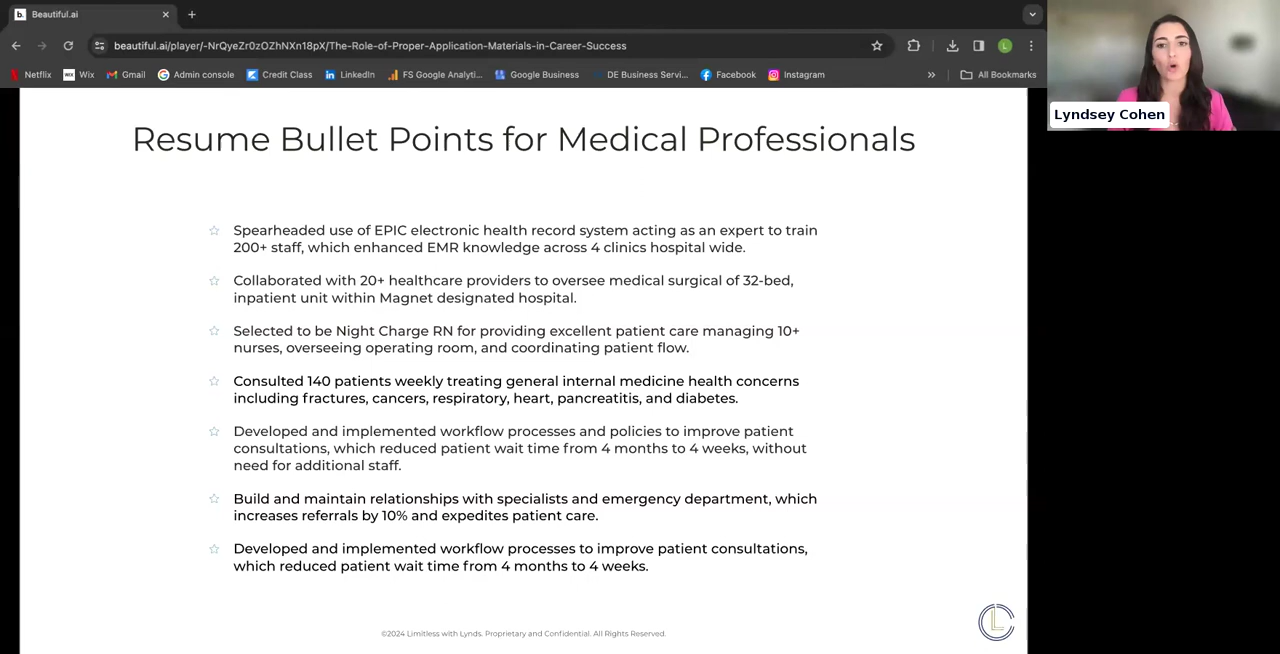 Beautiful.ai
beautiful.ai/player/-NrQyeZr0zOZhNXn18pX/The-Role-of-Proper-Application-Materials-in-Career-Success
L
Netflix
WIX Wix
Gmail
Admin console
Credit Class
LinkedIn
FS Google Analyti...
Google Business
DE Business Servi...
Facebook
Instagram
»
All Bookmarks
Lyndsey Cohen
Resume Bullet Points for Medical Professionals
Spearheaded use of EPIC electronic health record system acting as an expert to train
200+ staff, which enhanced EMR knowledge across 4 clinics hospital wide.
Collaborated with 20+ healthcare providers to oversee medical surgical of 32-bed,
inpatient unit within Magnet designated hospital.
Selected to be Night Charge RN for providing excellent patient care managing 10+
nurses, overseeing operating room, and coordinating patient flow.
Consulted 140 patients weekly treating general internal medicine health concerns
including fractures, cancers, respiratory, heart, pancreatitis, and diabetes.
Developed and implemented workflow processes and policies to improve patient
consultations, which reduced patient wait time from 4 months to 4 weeks, without
need for additional staff.
Build and maintain relationships with specialists and emergency department, which
increases referrals by 10% and expedites patient care.
Developed and implemented workflow processes to improve patient consultations,
which reduced patient wait time from 4 months to 4 weeks.
©2024 Limitless with Lynds. Proprietary and Confidential. All Rights Reserved.